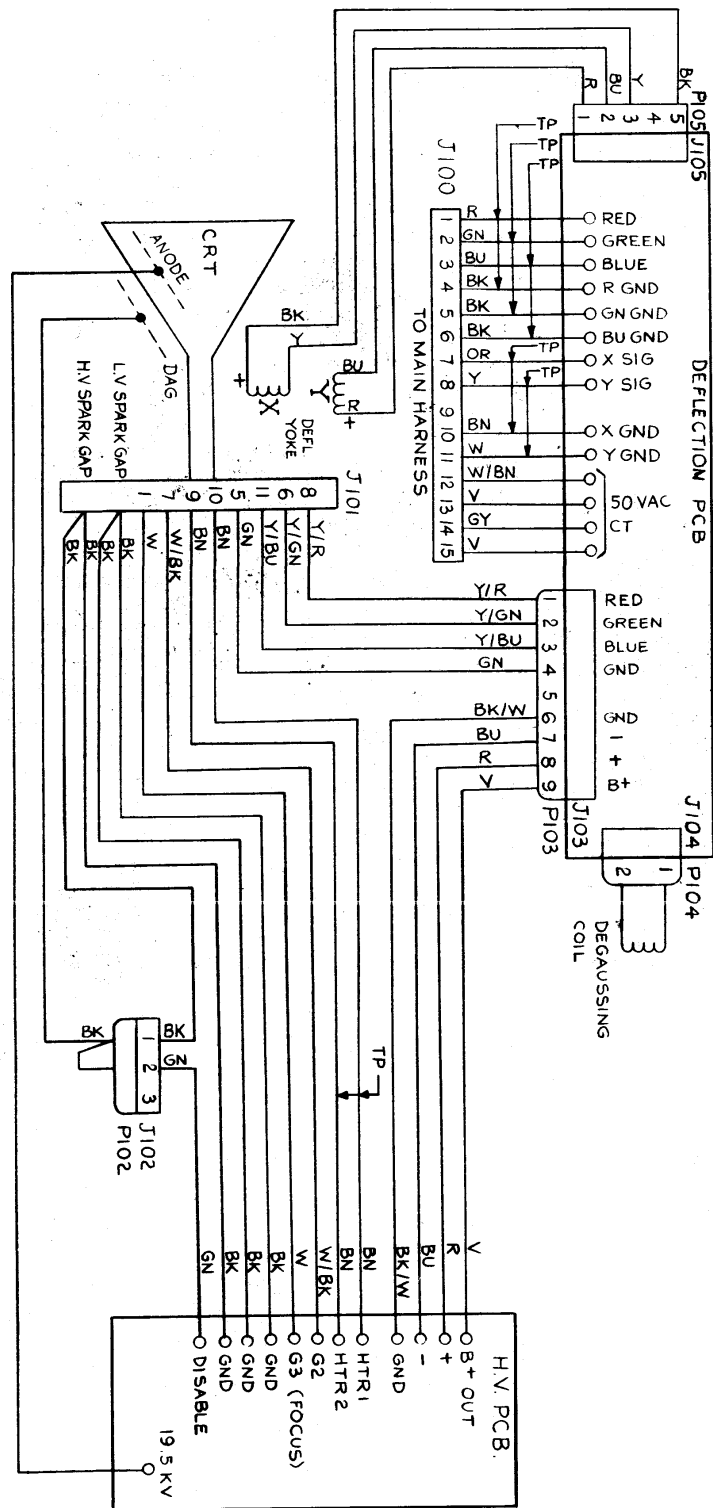 BK
Y
BU
R
P105
J105
5
4
3
2
1
TP
TP
TP
J100
DEFLECTION PCB
R 1 RED
GN 2 GREEN
BU 3 BLUE
BK 4 R GND
BK 5 GN GND
BK 6 BU GND
OR 7 TP X SIG
Y 8 TP Y SIG
9
BN 10 X GND
W 11 Y GND
W/BN 12
V 13 50 VAC
GY 14 CT
V 15
TO MAIN HARNESS
CRT
ANODE
DAG
H.V SPARK GAP
L.V SPARK GAP
BK
Y
+
X
DEFL
YOKE
BU
Y
R
+
J101
8
6
11
5
10
9
7
1
Y/R
Y/GN
Y/BU
GN
BN
BN
W/BK
W
BK
BK
BK
BK
Y/R 1 RED
Y/GN 2 GREEN
Y/BU 3 BLUE
GN 4 GND
5
BK/W 6 GND
BU 7 -
R 8 +
V 9 B+
P103
J103
J104
P104
1
2
DEGAUSSING
COIL
BK
1 BK
2 GN
3
J102
P102
TP
H.V. PCB.
V B+ OUT
R +
BU -
BK/W GND
BN HTR1
BN HTR2
W/BK G2
W G3 (FOCUS)
BK GND
BK GND
BK GND
GN DISABLE
19.5 KV